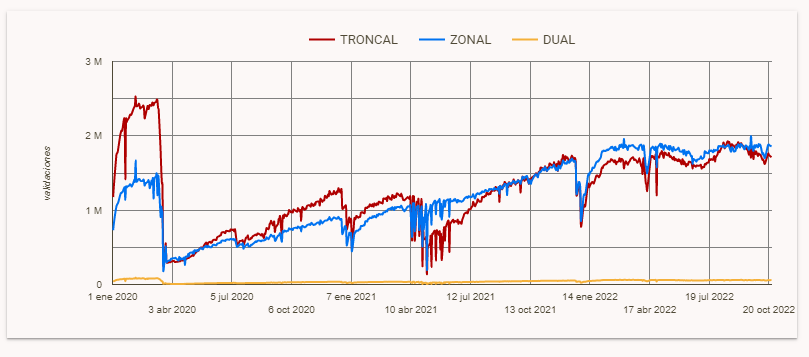 TRONCAL ZONAL DUAL
validaciones
3 M
2 M
1 M
0
1 ene 2020 5 jul 2020 7 ene 2021 12 jul 2021 14 ene 2022 19 jul 2022
3 abr 2020 6 oct 2020 10 abr 2021 13 oct 2021 17 abr 2022 20 oct 2022